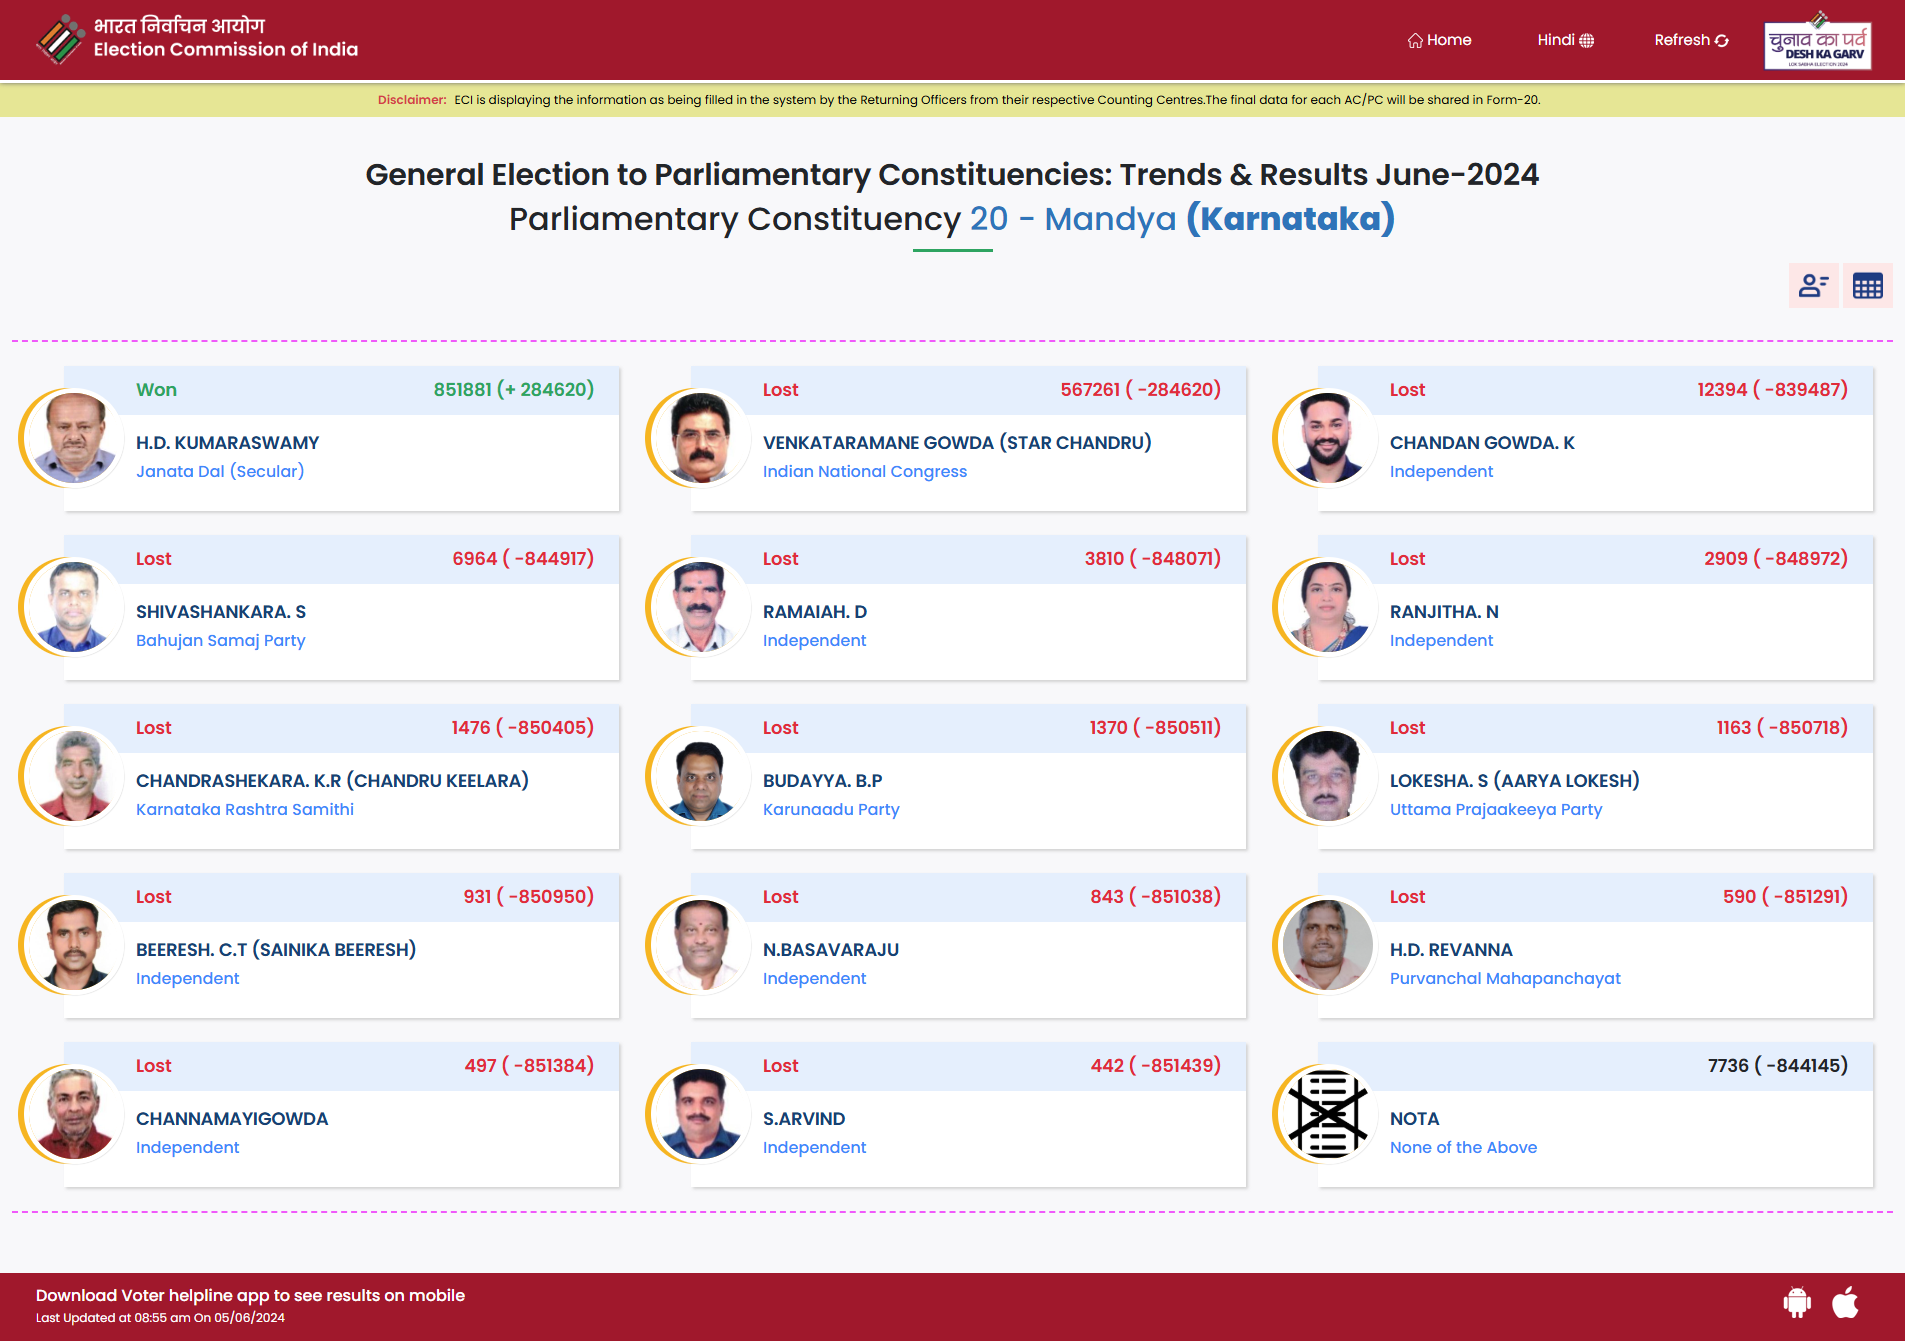 भारत निर्वाचन आयोग
Election Commission of India
Home
Hindi
Refresh
चुनाव का पर्व
DESH KA GARV
LOK SABHA ELECTION 2024
Disclaimer: ECI is displaying the information as being filled in the system by the Returning Officers from their respective Counting Centres.The final data for each AC/PC will be shared in Form-20.
General Election to Parliamentary Constituencies: Trends & Results June-2024
Parliamentary Constituency 20 - Mandya (Karnataka)
Won 851881 (+ 284620)
H.D. KUMARASWAMY
Janata Dal (Secular)
Lost 567261 ( -284620)
VENKATARAMANE GOWDA (STAR CHANDRU)
Indian National Congress
Lost 12394 ( -839487)
CHANDAN GOWDA. K
Independent
Lost 6964 ( -844917)
SHIVASHANKARA. S
Bahujan Samaj Party
Lost 3810 ( -848071)
RAMAIAH. D
Independent
Lost 2909 ( -848972)
RANJITHA. N
Independent
Lost 1476 ( -850405)
CHANDRASHEKARA. K.R (CHANDRU KEELARA)
Karnataka Rashtra Samithi
Lost 1370 ( -850511)
BUDAYYA. B.P
Karunaadu Party
Lost 1163 ( -850718)
LOKESHA. S (AARYA LOKESH)
Uttama Prajaakeeya Party
Lost 931 ( -850950)
BEERESH. C.T (SAINIKA BEERESH)
Independent
Lost 843 ( -851038)
N.BASAVARAJU
Independent
Lost 590 ( -851291)
H.D. REVANNA
Purvanchal Mahapanchayat
Lost 497 ( -851384)
CHANNAMAYIGOWDA
Independent
Lost 442 ( -851439)
S.ARVIND
Independent
7736 ( -844145)
NOTA
None of the Above
Download Voter helpline app to see results on mobile
Last Updated at 08:55 am On 05/06/2024